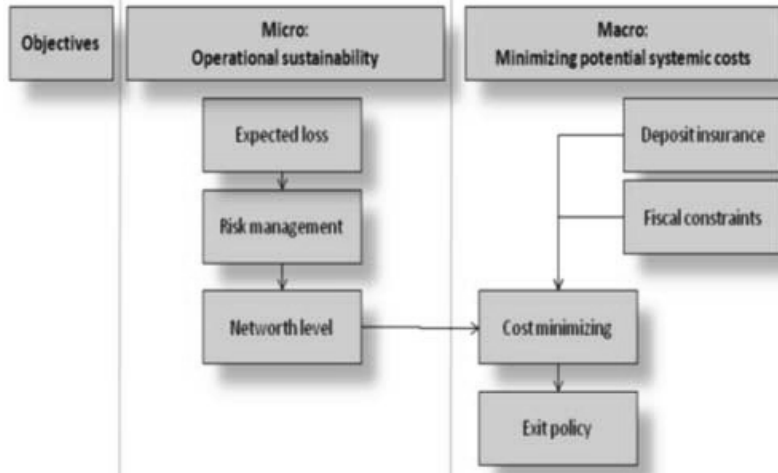 Objectives
Micro:
Operational sustainability
Macro:
Minimizing potential systemic costs
Expected loss
Deposit insurance
Risk management
Fiscal constraints
Networth level
Cost minimizing
Exit policy